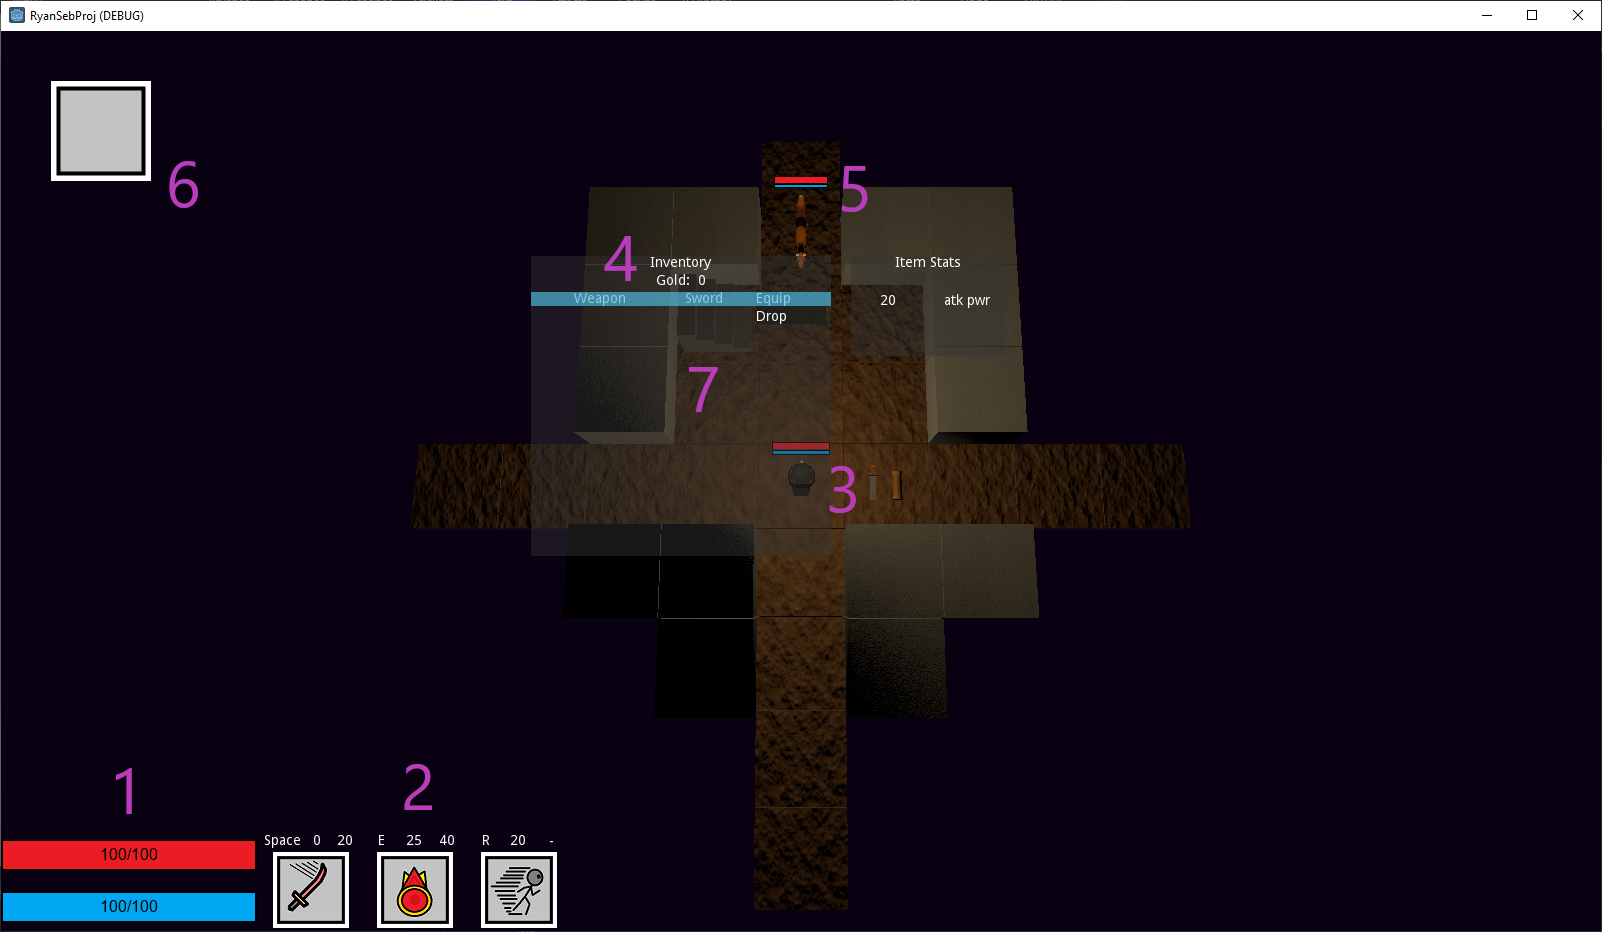 RyanSebProj (DEBUG)
6
5
4
Inventory
Item Stats
Gold: 0
Weapon Sword Equip
20 atk pwr
Drop
7
3
1
2
Space 0 20 E 25 40 R 20 -
100/100
100/100